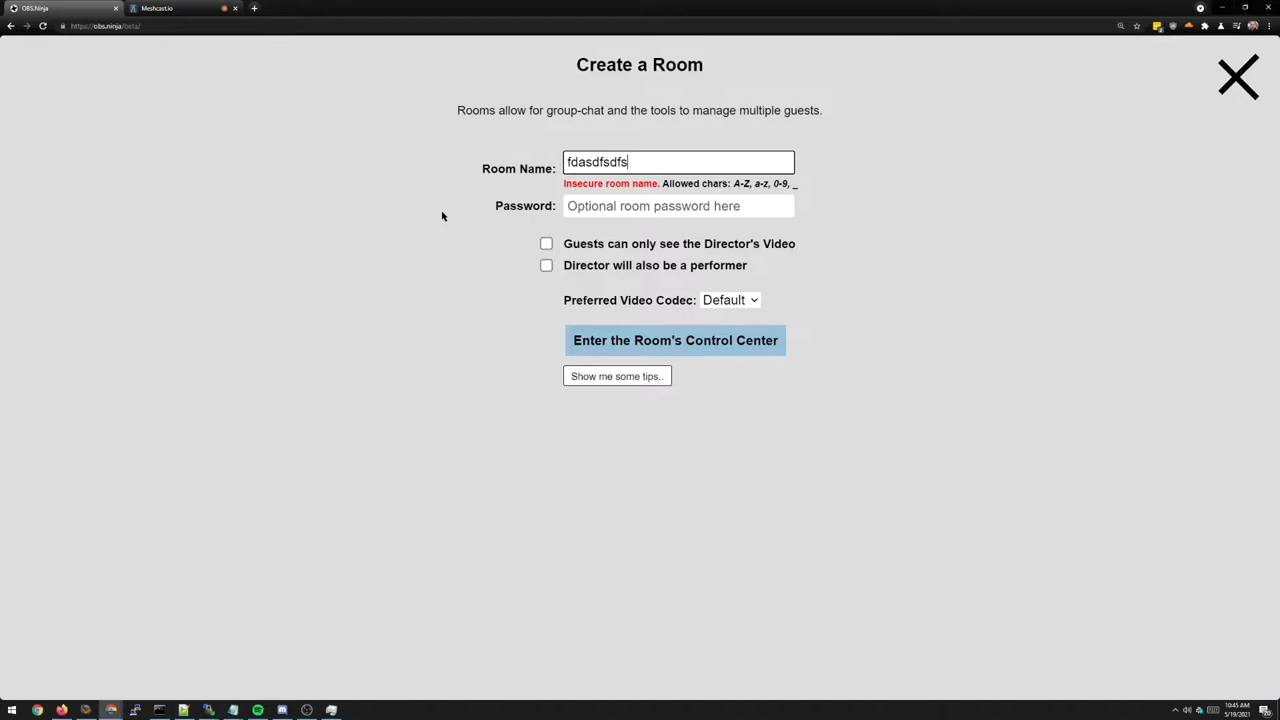 OBS.Ninja
Meshcast.io
https://obs.ninja/beta/
Create a Room
Rooms allow for group-chat and the tools to manage multiple guests.
Room Name: fdasdfsdfs
Insecure room name. Allowed chars: A-Z, a-z, 0-9, _
Password: Optional room password here
Guests can only see the Director's Video
Director will also be a performer
Preferred Video Codec: Default
Enter the Room's Control Center
Show me some tips..
10:45 AM
5/19/2021